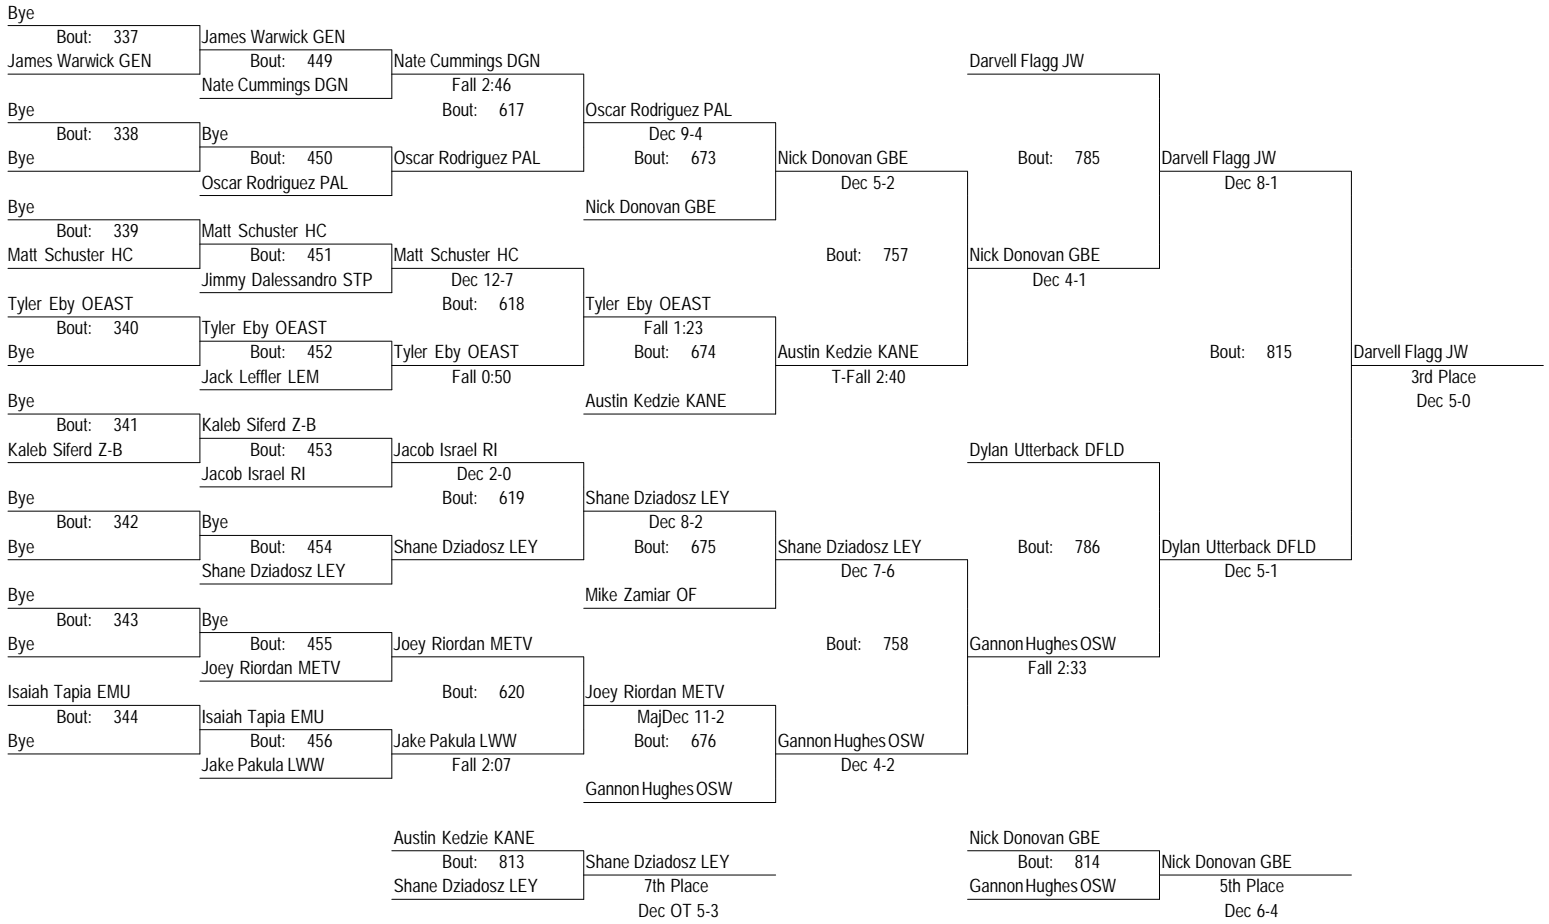 Bye
Bout: 337 James Warwick GEN
James Warwick GEN Bout: 449 Nate Cummings DGN Darvell Flagg JW
Nate Cummings DGN Fall 2:46
Bye Bout: 617 Oscar Rodriguez PAL
Bout: 338 Bye Dec 9-4
Bye Bout: 450 Oscar Rodriguez PAL Bout: 673 Nick Donovan GBE Bout: 785 Darvell Flagg JW
Oscar Rodriguez PAL Dec 5-2 Dec 8-1
Bye Nick Donovan GBE
Bout: 339 Matt Schuster HC
Matt Schuster HC Bout: 451 Matt Schuster HC Bout: 757 Nick Donovan GBE
Jimmy Dalessandro STP Dec 12-7 Dec 4-1
Tyler Eby OEAST Bout: 618 Tyler Eby OEAST
Bout: 340 Tyler Eby OEAST Fall 1:23
Bye Bout: 452 Tyler Eby OEAST Bout: 674 Austin Kedzie KANE Bout: 815 Darvell Flagg JW
Jack Leffler LEM Fall 0:50 T-Fall 2:40 3rd Place
Bye Austin Kedzie KANE Dec 5-0
Bout: 341 Kaleb Siferd Z-B
Kaleb Siferd Z-B Bout: 453 Jacob Israel RI Dylan Utterback DFLD
Jacob Israel RI Dec 2-0
Bye Bout: 619 Shane Dziadosz LEY
Bout: 342 Bye Dec 8-2
Bye Bout: 454 Shane Dziadosz LEY Bout: 675 Shane Dziadosz LEY Bout: 786 Dylan Utterback DFLD
Shane Dziadosz LEY Dec 7-6 Dec 5-1
Bye Mike Zamiar OF
Bout: 343 Bye
Bye Bout: 455 Joey Riordan METV Bout: 758 Gannon Hughes OSW
Joey Riordan METV Fall 2:33
Isaiah Tapia EMU Bout: 620 Joey Riordan METV
Bout: 344 Isaiah Tapia EMU MajDec 11-2
Bye Bout: 456 Jake Pakula LWW Bout: 676 Gannon Hughes OSW
Jake Pakula LWW Fall 2:07 Dec 4-2
Gannon Hughes OSW
Austin Kedzie KANE Nick Donovan GBE
Bout: 813 Shane Dziadosz LEY Bout: 814 Nick Donovan GBE
Shane Dziadosz LEY 7th Place Gannon Hughes OSW 5th Place
Dec OT 5-3 Dec 6-4